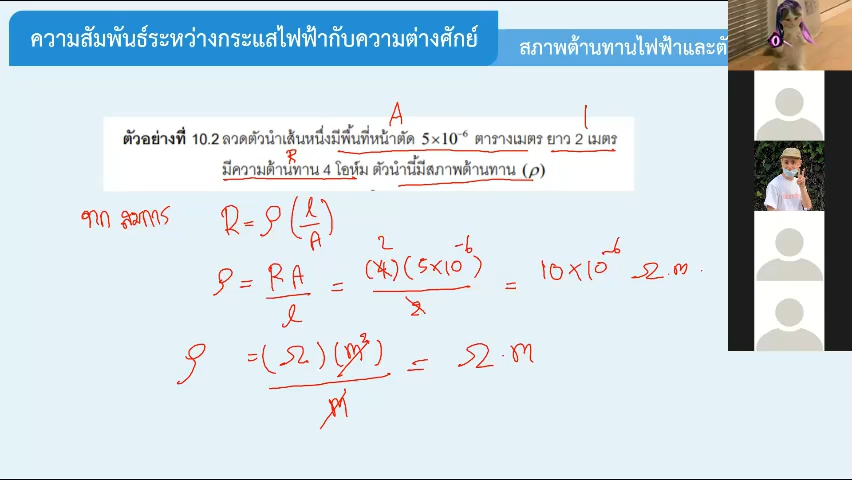 ความสัมพันธ์ระหว่างกระแสไฟฟ้ากับความต่างศักย์
สภาพต้านทานไฟฟ้าและตั
A
l
ตัวอย่างที่ 10.2 ลวดตัวนำเส้นหนึ่งมีพื้นที่หน้าตัด 5×10⁻⁶ ตารางเมตร ยาว 2 เมตร
R
มีความต้านทาน 4 โอห์ม ตัวนำนี้มีสภาพต้านทาน (ρ)
จาก สมการ R = ρ(l/A)
ρ = RA/l = (4)(5×10⁻⁶)/2 = 10×10⁻⁶ Ω.m.
2
ρ = (Ω)(m²)/m = Ω.m